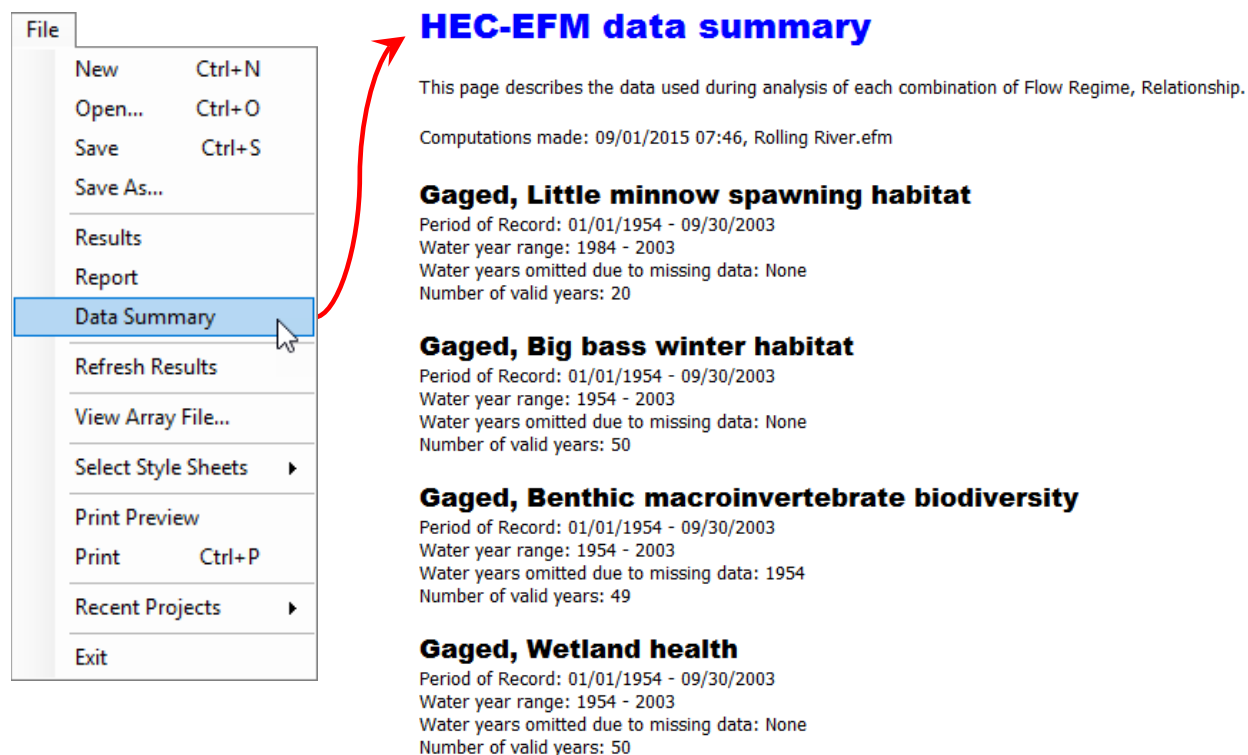 File
New Ctrl+N
Open... Ctrl+O
Save Ctrl+S
Save As...
Results
Report
Data Summary
Refresh Results
View Array File...
Select Style Sheets
Print Preview
Print Ctrl+P
Recent Projects
Exit
HEC-EFM data summary
This page describes the data used during analysis of each combination of Flow Regime, Relationship.
Computations made: 09/01/2015 07:46, Rolling River.efm
Gaged, Little minnow spawning habitat
Period of Record: 01/01/1954 - 09/30/2003
Water year range: 1984 - 2003
Water years omitted due to missing data: None
Number of valid years: 20
Gaged, Big bass winter habitat
Period of Record: 01/01/1954 - 09/30/2003
Water year range: 1954 - 2003
Water years omitted due to missing data: None
Number of valid years: 50
Gaged, Benthic macroinvertebrate biodiversity
Period of Record: 01/01/1954 - 09/30/2003
Water year range: 1954 - 2003
Water years omitted due to missing data: 1954
Number of valid years: 49
Gaged, Wetland health
Period of Record: 01/01/1954 - 09/30/2003
Water year range: 1954 - 2003
Water years omitted due to missing data: None
Number of valid years: 50